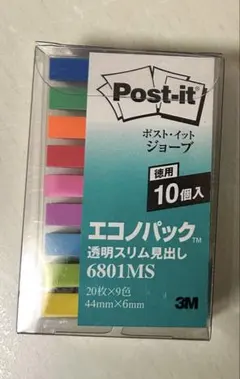 Post-it
ポスト・イット
ジョーブ
徳用
10個入
エコノパック™
透明スリム見出し
6801MS
20枚×9色
44mm×6mm
3M